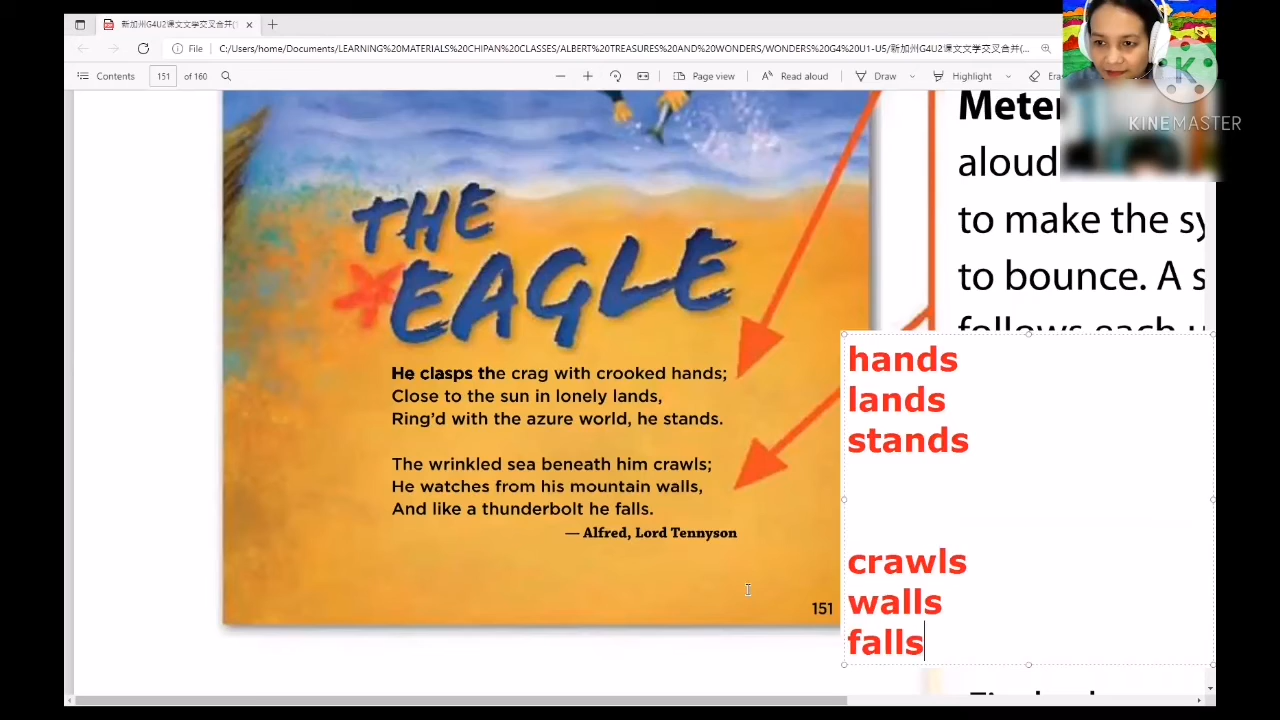 新加州G4U2课文文学交叉合并(
File
C:/Users/home/Documents/LEARNING%20MATERIALS%20CHINA%20CLASSES/ALBERT%20TREASURES%20AND%20WONDERS/WONDERS%20G4%20U1-U5/新加州G4U2课文文学交叉合并(...
Contents
151
of 160
Page view
Read aloud
Draw
Highlight
KINEMASTER
K
THE
EAGLE
He clasps the crag with crooked hands;
Close to the sun in lonely lands,
Ring’d with the azure world, he stands.
The wrinkled sea beneath him crawls;
He watches from his mountain walls,
And like a thunderbolt he falls.
— Alfred, Lord Tennyson
151
aloud
to make the sy
to bounce. A s
hands
lands
stands
crawls
walls
falls